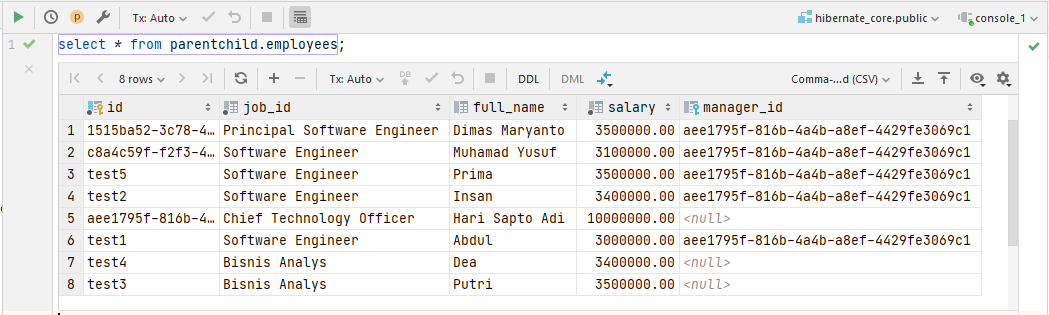 Tx: Auto hibernate_core.public console_1
1 select * from parentchild.employees;
8 rows Tx: Auto DB DDL DML Comma-...d (CSV)
id job_id full_name salary manager_id
1 1515ba52-3c78-4... Principal Software Engineer Dimas Maryanto 3500000.00 aee1795f-816b-4a4b-a8ef-4429fe3069c1
2 c8a4c59f-f2f3-4... Software Engineer Muhamad Yusuf 3100000.00 aee1795f-816b-4a4b-a8ef-4429fe3069c1
3 test5 Software Engineer Prima 3500000.00 aee1795f-816b-4a4b-a8ef-4429fe3069c1
4 test2 Software Engineer Insan 3400000.00 aee1795f-816b-4a4b-a8ef-4429fe3069c1
5 aee1795f-816b-4... Chief Technology Officer Hari Sapto Adi 10000000.00 <null>
6 test1 Software Engineer Abdul 3000000.00 aee1795f-816b-4a4b-a8ef-4429fe3069c1
7 test4 Bisnis Analys Dea 3400000.00 <null>
8 test3 Bisnis Analys Putri 3500000.00 <null>